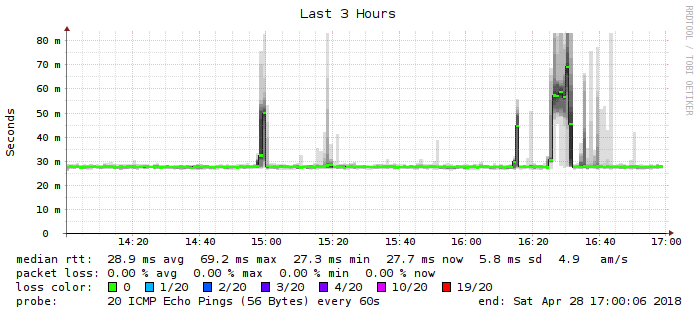 Last 3 Hours
RRDTOOL / TOBI OETIKER
Seconds
80 m
70 m
60 m
50 m
40 m
30 m
20 m
10 m
0
14:20 14:40 15:00 15:20 15:40 16:00 16:20 16:40 17:00
median rtt: 28.9 ms avg 69.2 ms max 27.3 ms min 27.7 ms now 5.8 ms sd 4.9 am/s
packet loss: 0.00 % avg 0.00 % max 0.00 % min 0.00 % now
loss color: 0 1/20 2/20 3/20 4/20 10/20 19/20
probe: 20 ICMP Echo Pings (56 Bytes) every 60s end: Sat Apr 28 17:00:06 2018